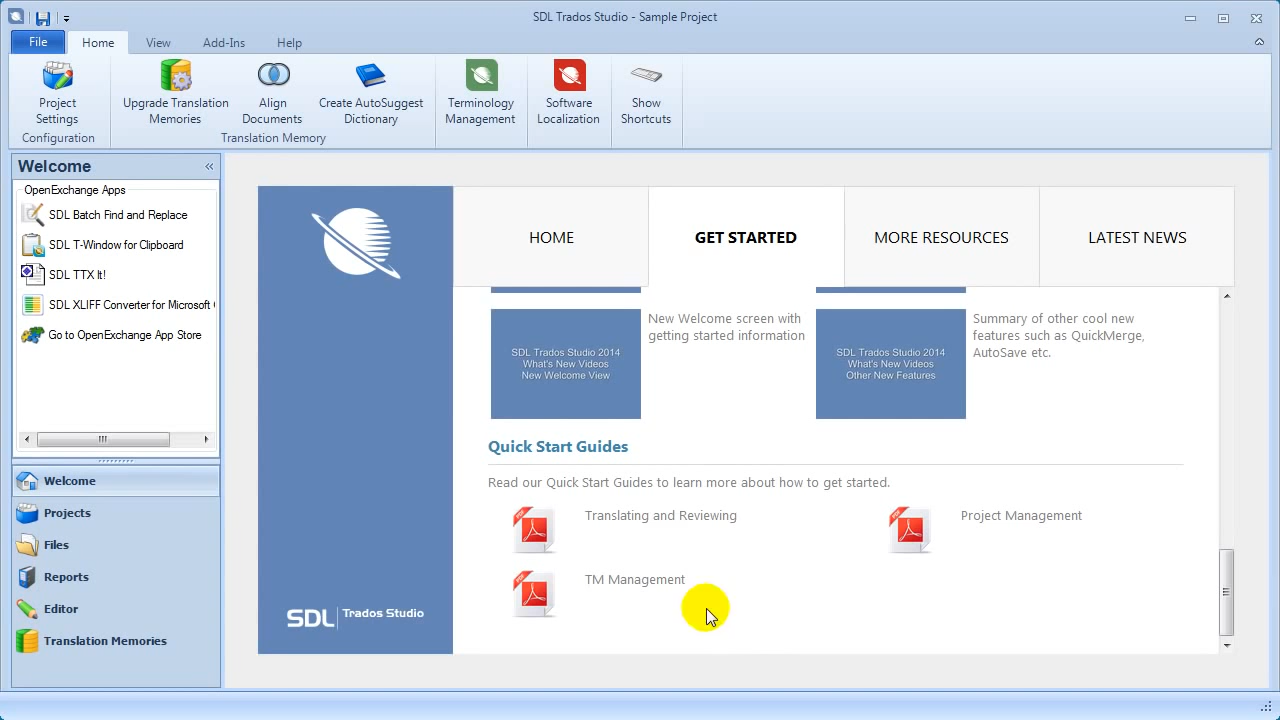 SDL Trados Studio - Sample Project
File
Home
View
Add-Ins
Help
Project
Settings
Upgrade Translation
Memories
Align
Documents
Create AutoSuggest
Dictionary
Terminology
Management
Software
Localization
Show
Shortcuts
Configuration
Translation Memory
Welcome
OpenExchange Apps
SDL Batch Find and Replace
SDL T-Window for Clipboard
SDL TTX It!
SDL XLIFF Converter for Microsoft
Go to OpenExchange App Store
Welcome
Projects
Files
Reports
Editor
Translation Memories
HOME
GET STARTED
MORE RESOURCES
LATEST NEWS
SDL Trados Studio 2014
What's New Videos
New Welcome View
New Welcome screen with
getting started information
SDL Trados Studio 2014
What's New Videos
Other New Features
Summary of other cool new
features such as QuickMerge,
AutoSave etc.
Quick Start Guides
Read our Quick Start Guides to learn more about how to get started.
Translating and Reviewing
Project Management
TM Management
SDL Trados Studio